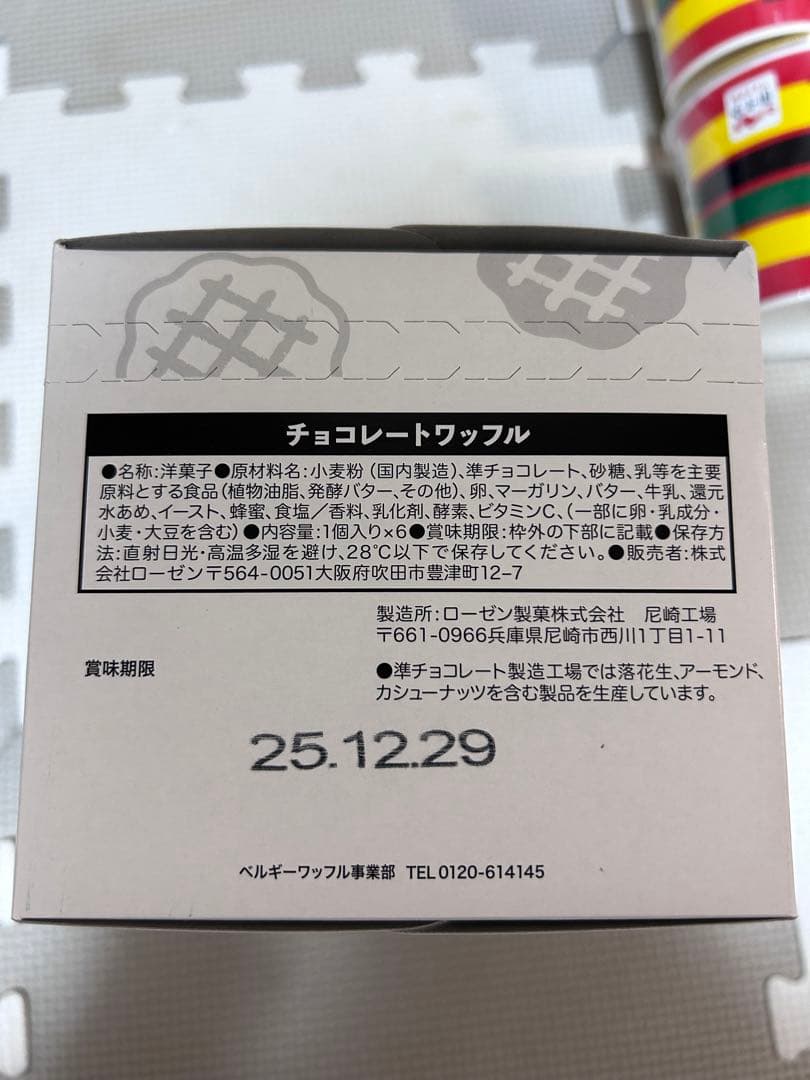 チョコレートワッフル
●名称:洋菓子●原材料名:小麦粉(国内製造)、準チョコレート、砂糖、乳等を主要
原料とする食品(植物油脂、発酵バター、その他)、卵、マーガリン、バター、牛乳、還元
水あめ、イースト、蜂蜜、食塩/香料、乳化剤、酵素、ビタミンC、(一部に卵・乳成分・
小麦・大豆を含む)●内容量:1個入り×6●賞味期限:枠外の下部に記載●保存方
法:直射日光・高温多湿を避け、28℃以下で保存してください。●販売者:株式
会社ローゼン〒564-0051大阪府吹田市豊津町12-7
製造所:ローゼン製菓株式会社 尼崎工場
〒661-0966兵庫県尼崎市西川1丁目1-11
賞味期限
●準チョコレート製造工場では落花生、アーモンド、
カシューナッツを含む製品を生産しています。
25.12.29
ベルギーワッフル事業部 TEL 0120-614145